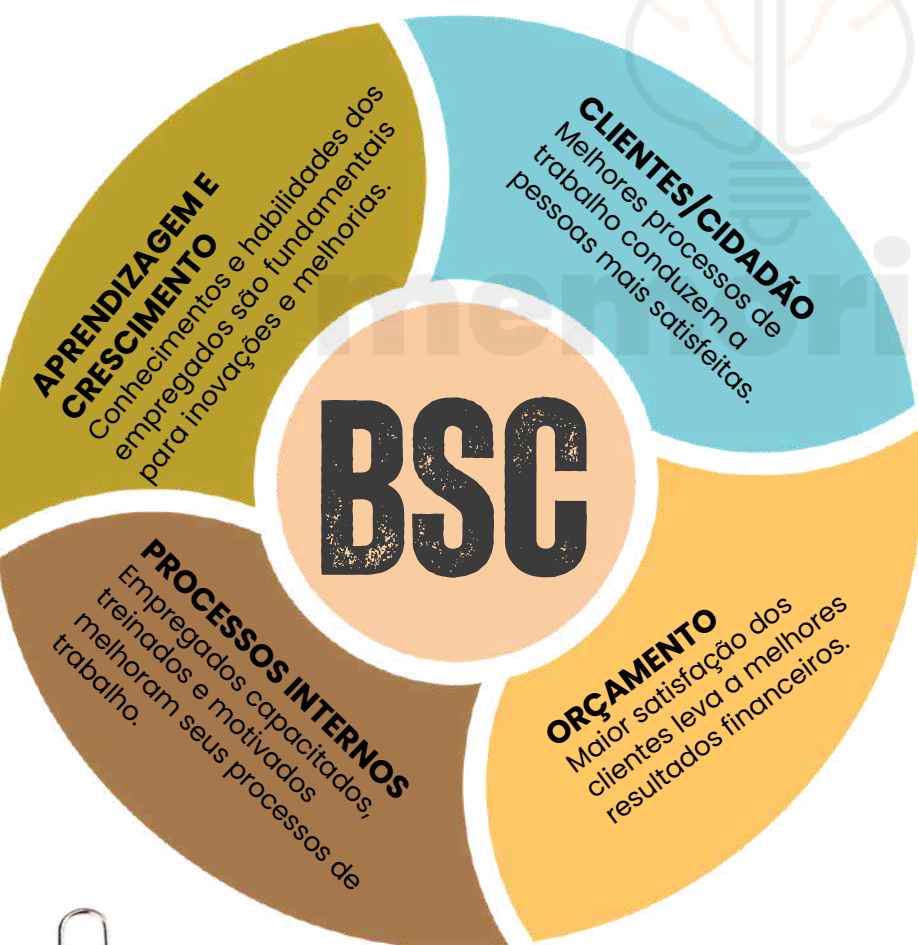 APRENDIZAGEM E
CRESCIMENTO
Conhecimentos e habilidades dos
empregados são fundamentais
para inovações e melhorias.
CLIENTES/CIDADÃO
Melhores processos de
trabalho conduzem a
pessoas mais satisfeitas.
memori
BSC
PROCESSOS INTERNOS
Empregados capacitados,
treinados e motivados
melhoram seus processos de
trabalho.
ORÇAMENTO
Maior satisfação dos
clientes leva a melhores
resultados financeiros.